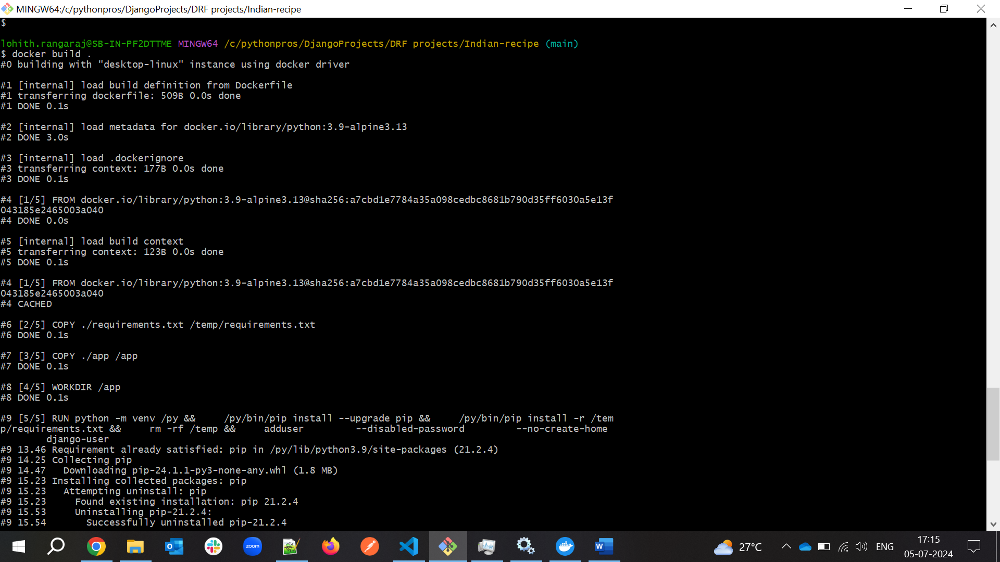 MINGW64:/c/pythonpros/DjangoProjects/DRF projects/Indian-recipe
$
lohith.rangaraj@SB-IN-PF2DTTME MINGW64 /c/pythonpros/DjangoProjects/DRF projects/Indian-recipe (main)
$ docker build .
#0 building with "desktop-linux" instance using docker driver
#1 [internal] load build definition from Dockerfile
#1 transferring dockerfile: 509B 0.0s done
#1 DONE 0.1s
#2 [internal] load metadata for docker.io/library/python:3.9-alpine3.13
#2 DONE 3.0s
#3 [internal] load .dockerignore
#3 transferring context: 177B 0.0s done
#3 DONE 0.1s
#4 [1/5] FROM docker.io/library/python:3.9-alpine3.13@sha256:a7cbd1e7784a35a098cedbc8681b790d35ff6030a5e13f
043185e2465003a040
#4 DONE 0.0s
#5 [internal] load build context
#5 transferring context: 123B 0.0s done
#5 DONE 0.1s
#4 [1/5] FROM docker.io/library/python:3.9-alpine3.13@sha256:a7cbd1e7784a35a098cedbc8681b790d35ff6030a5e13f
043185e2465003a040
#4 CACHED
#6 [2/5] COPY ./requirements.txt /temp/requirements.txt
#6 DONE 0.1s
#7 [3/5] COPY ./app /app
#7 DONE 0.1s
#8 [4/5] WORKDIR /app
#8 DONE 0.1s
#9 [5/5] RUN python -m venv /py &&     /py/bin/pip install --upgrade pip &&     /py/bin/pip install -r /tem
p/requirements.txt &&     rm -rf /temp &&     adduser         --disabled-password         --no-create-home
        django-user
#9 13.46 Requirement already satisfied: pip in /py/lib/python3.9/site-packages (21.2.4)
#9 14.25 Collecting pip
#9 14.47   Downloading pip-24.1.1-py3-none-any.whl (1.8 MB)
#9 15.23 Installing collected packages: pip
#9 15.23   Attempting uninstall: pip
#9 15.23     Found existing installation: pip 21.2.4
#9 15.53     Uninstalling pip-21.2.4:
#9 15.54       Successfully uninstalled pip-21.2.4
zoom
27°C
ENG
17:15
05-07-2024